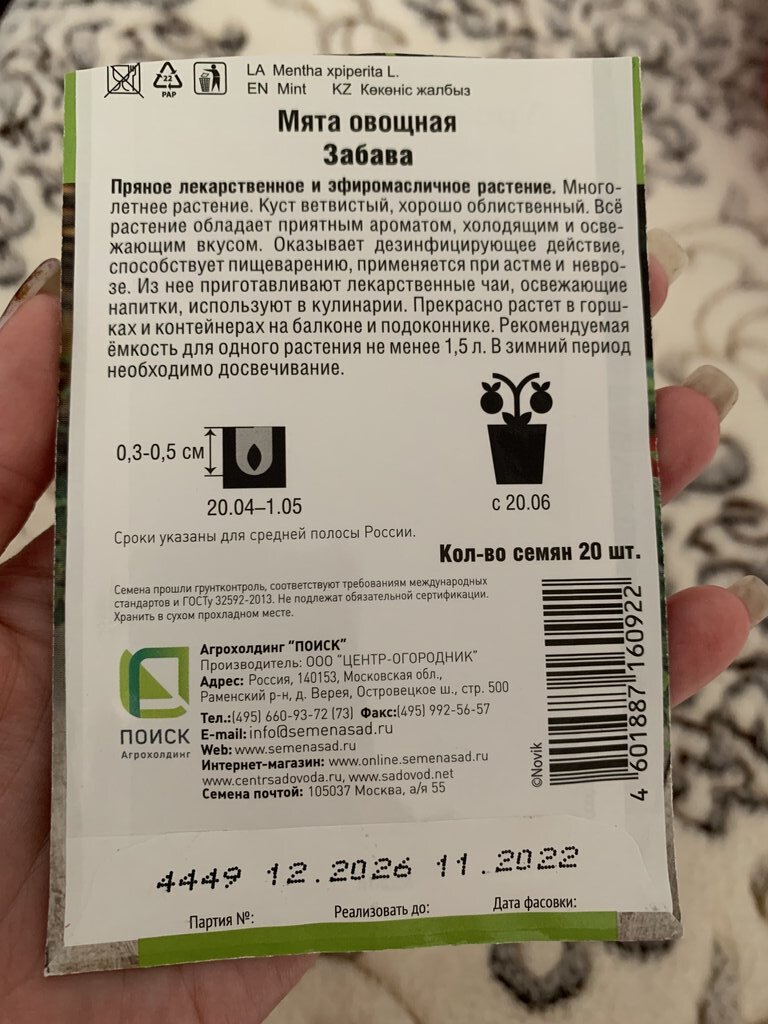 22
PAP
LA Mentha xpiperita L.
EN Mint KZ Көкөніс жалбыз
Мята овощная
Забава
Пряное лекарственное и эфиромасличное растение. Много-
летнее растение. Куст ветвистый, хорошо облиственный. Всё
растение обладает приятным ароматом, холодящим и осве-
жающим вкусом. Оказывает дезинфицирующее действие,
способствует пищеварению, применяется при астме и невро-
зе. Из нее приготавливают лекарственные чаи, освежающие
напитки, используют в кулинарии. Прекрасно растет в горш-
ках и контейнерах на балконе и подоконнике. Рекомендуемая
ёмкость для одного растения не менее 1,5 л. В зимний период
необходимо досвечивание.
0,3-0,5 см
20.04–1.05
с 20.06
Сроки указаны для средней полосы России.
Кол-во семян 20 шт.
Семена прошли грунтконтроль, соответствуют требованиям международных
стандартов и ГОСТу 32592-2013. Не подлежат обязательной сертификации.
Хранить в сухом прохладном месте.
ПОИСК
Агрохолдинг
Агрохолдинг "ПОИСК"
Производитель: ООО "ЦЕНТР-ОГОРОДНИК"
Адрес: Россия, 140153, Московская обл.,
Раменский р-н, д. Верея, Островецкое ш., стр. 500
Тел.:(495) 660-93-72 (73) Факс:(495) 992-56-57
E-mail: info@semenasad.ru
Web: www.semenasad.ru
Интернет-магазин: www.online.semenasad.ru
www.centrsadovoda.ru, www.sadovod.net
Семена почтой: 105037 Москва, а/я 55
©Novik
4 601887 160922
4449 12.2026 11.2022
Партия №: Реализовать до: Дата фасовки: